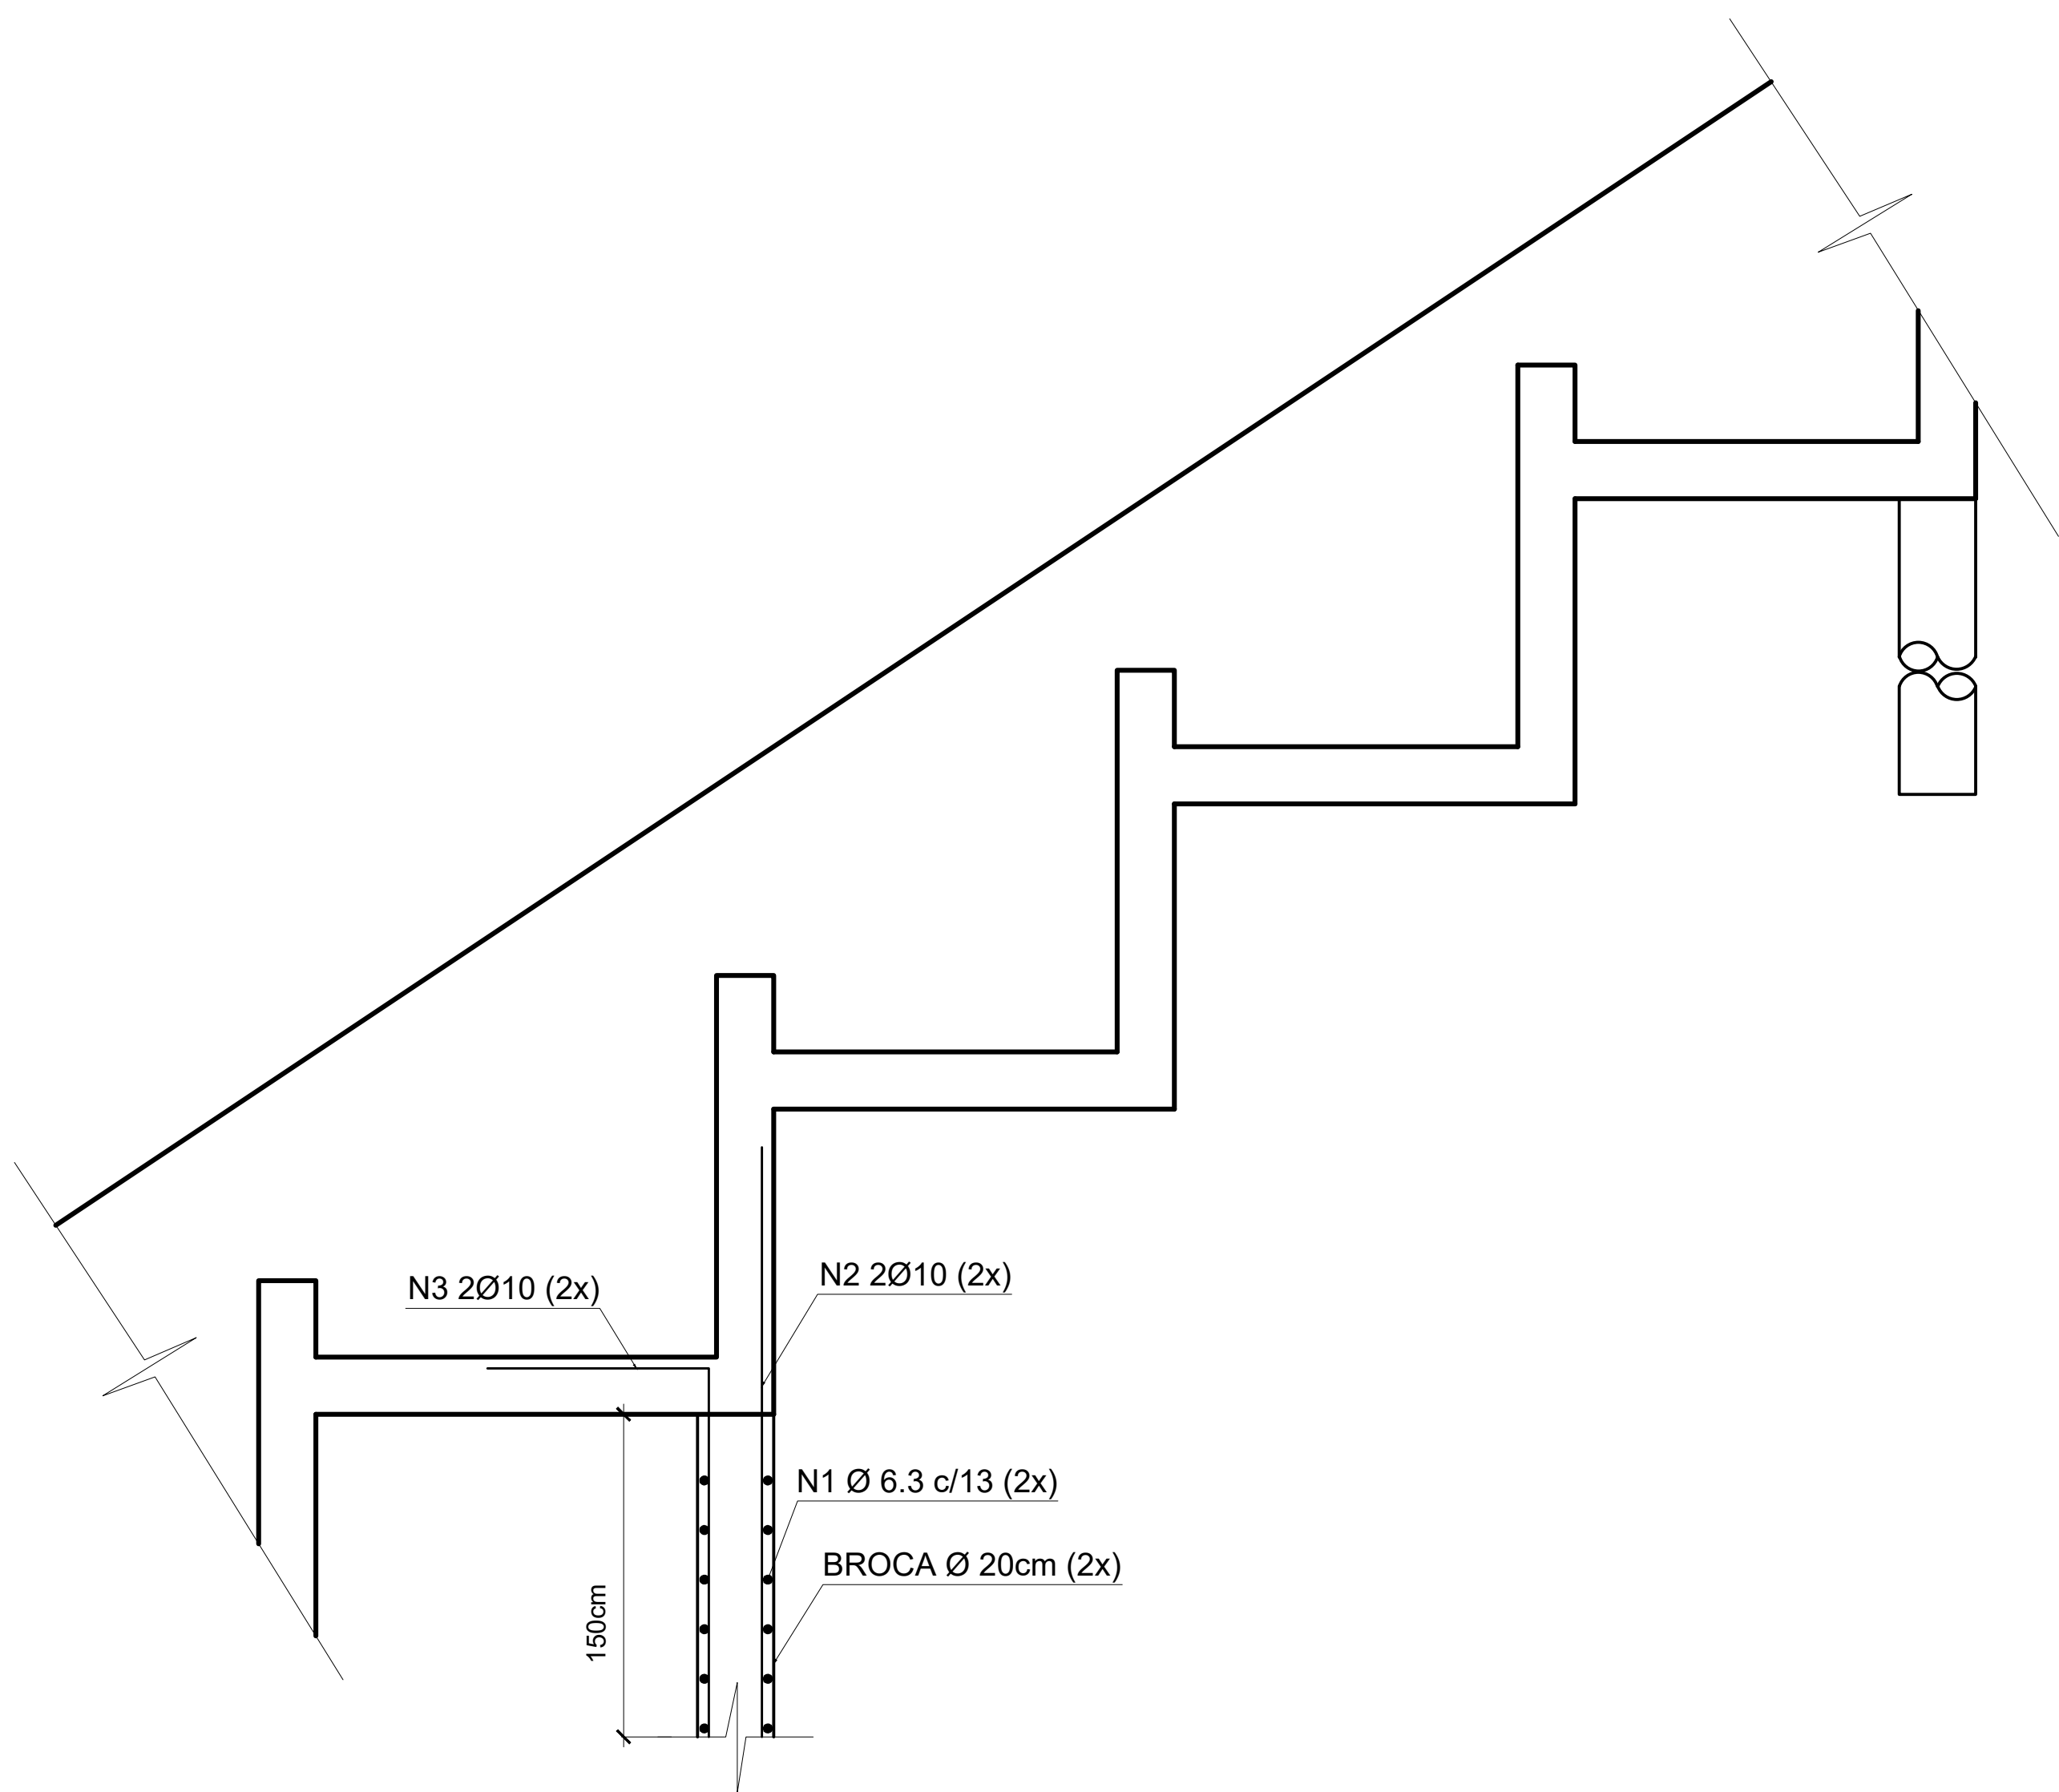 N2 2Ø10 (2x)
N3 2Ø10 (2x)
N1 Ø 6.3 c/13 (2x)
BROCA Ø 20cm (2x)
150cm